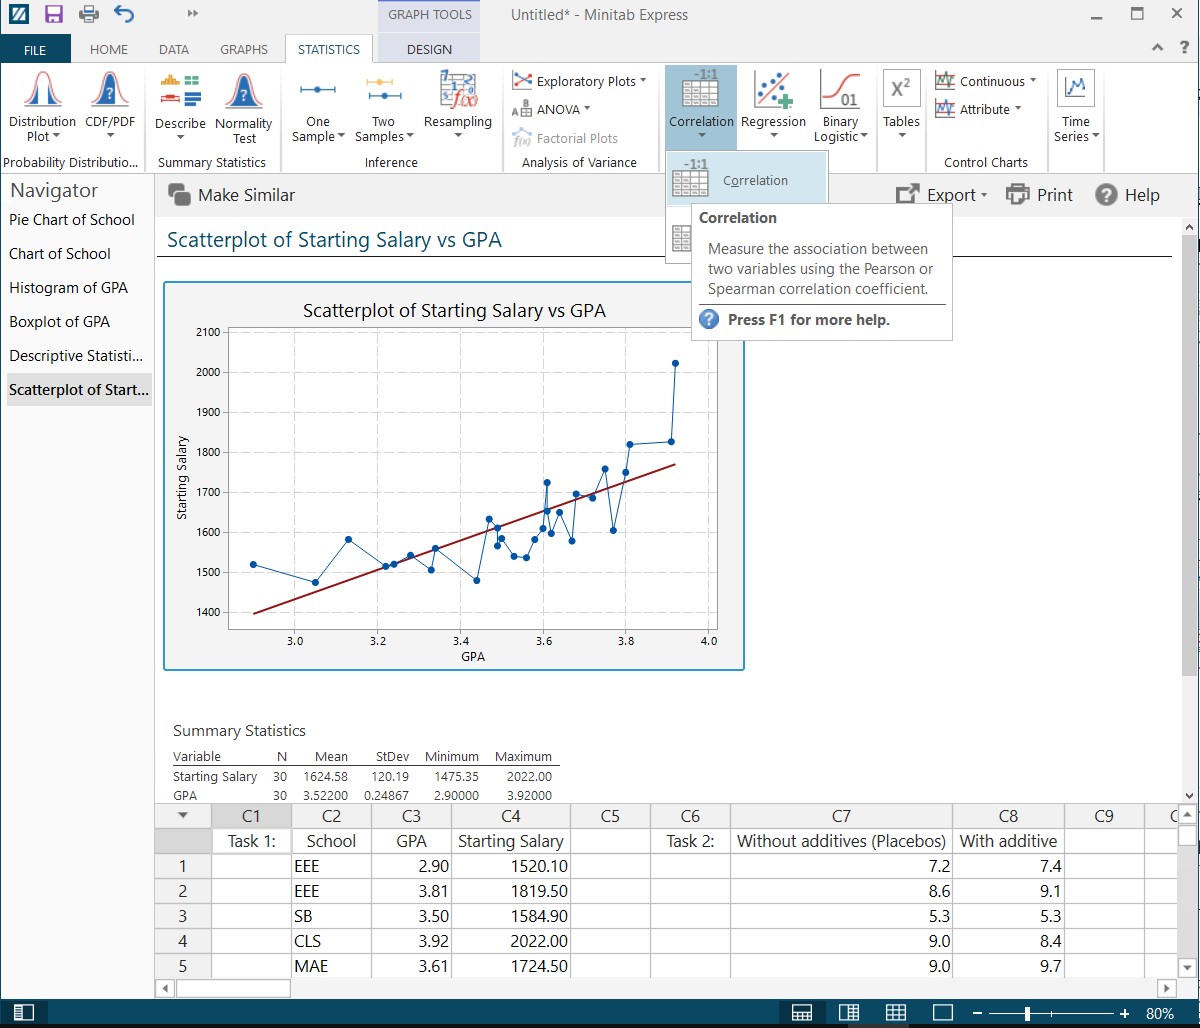 GRAPH TOOLS
Untitled* - Minitab Express
FILE HOME DATA GRAPHS STATISTICS DESIGN
Distribution Plot
CDF/PDF
Probability Distributio...
Describe
Normality Test
Summary Statistics
One Sample
Two Samples
Resampling
Inference
Exploratory Plots
ANOVA
Factorial Plots
Analysis of Variance
-1:1
Correlation
Regression
01
Binary Logistic
X²
Tables
Continuous
Attribute
Control Charts
Time Series
-1:1
Correlation
Navigator
Pie Chart of School
Chart of School
Histogram of GPA
Boxplot of GPA
Descriptive Statisti...
Scatterplot of Start...
Make Similar
Export
Print
Help
Correlation
Measure the association between
two variables using the Pearson or
Spearman correlation coefficient.
Press F1 for more help.
Scatterplot of Starting Salary vs GPA
Scatterplot of Starting Salary vs GPA
2100
2000
1900
1800
1700
1600
1500
1400
Starting Salary
3.0 3.2 3.4 3.6 3.8 4.0
GPA
Summary Statistics
Variable N Mean StDev Minimum Maximum
Starting Salary 30 1624.58 120.19 1475.35 2022.00
GPA 30 3.52200 0.24867 2.90000 3.92000
C1 C2 C3 C4 C5 C6 C7 C8 C9
Task 1: School GPA Starting Salary Task 2: Without additives (Placebos) With additive
1 EEE 2.90 1520.10 7.2 7.4
2 EEE 3.81 1819.50 8.6 9.1
3 SB 3.50 1584.90 5.3 5.3
4 CLS 3.92 2022.00 9.0 8.4
5 MAE 3.61 1724.50 9.0 9.7
80%